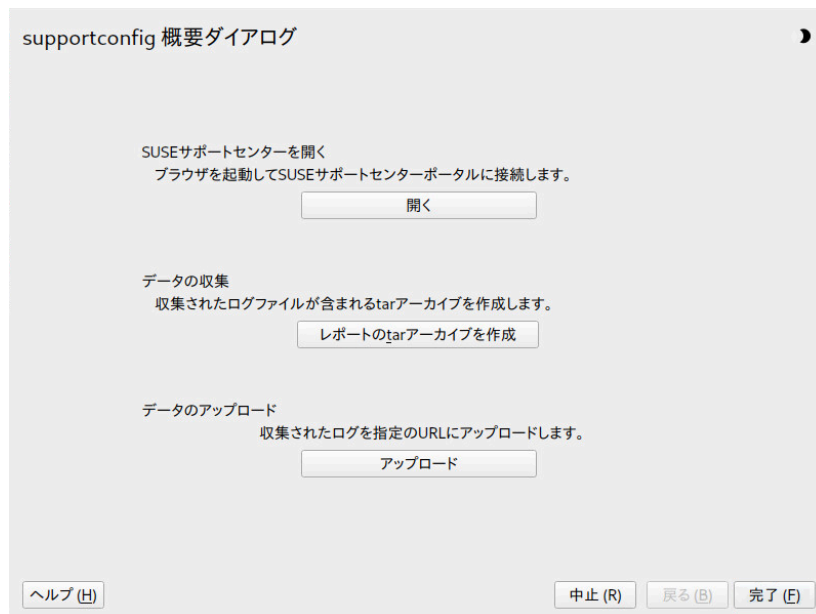 supportconfig 概要ダイアログ
SUSEサポートセンターを開く
ブラウザを起動してSUSEサポートセンターポータルに接続します。
開く
データの収集
収集されたログファイルが含まれるtarアーカイブを作成します。
レポートのtarアーカイブを作成
データのアップロード
収集されたログを指定のURLにアップロードします。
アップロード
ヘルプ (H) 中止 (R) 戻る (B) 完了 (F)